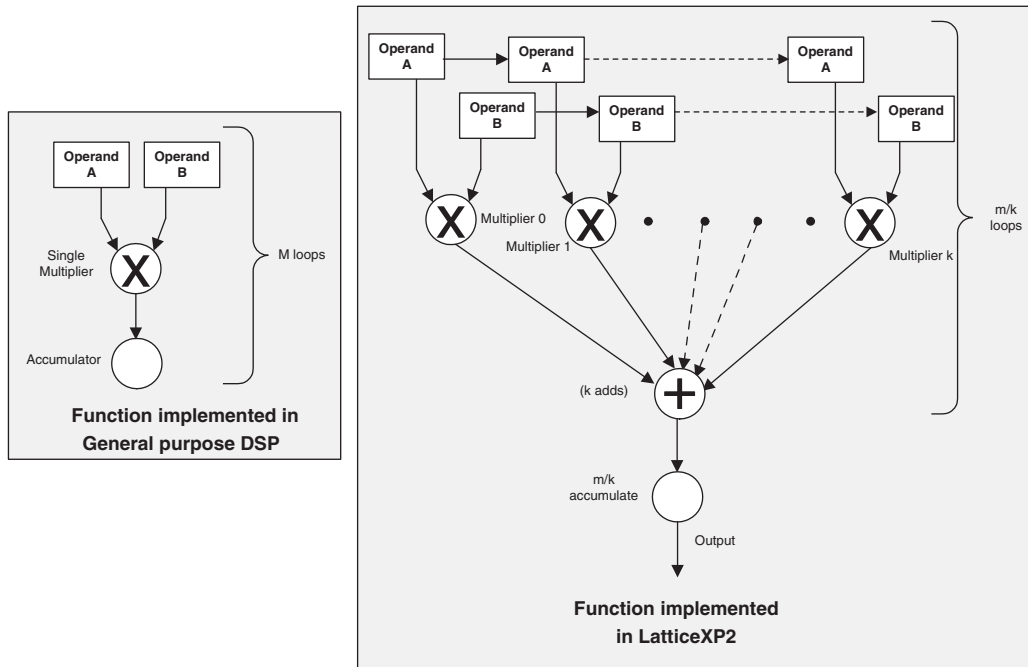 Operand
A
Operand
B
Single
Multiplier
X
Accumulator
M loops
Function implemented in
General purpose DSP
Operand
A
Operand
A
Operand
A
Operand
B
Operand
B
Operand
B
X
Multiplier 0
X
Multiplier 1
X
Multiplier k
m/k
loops
(k adds)
+
m/k
accumulate
Output
Function implemented
in LatticeXP2